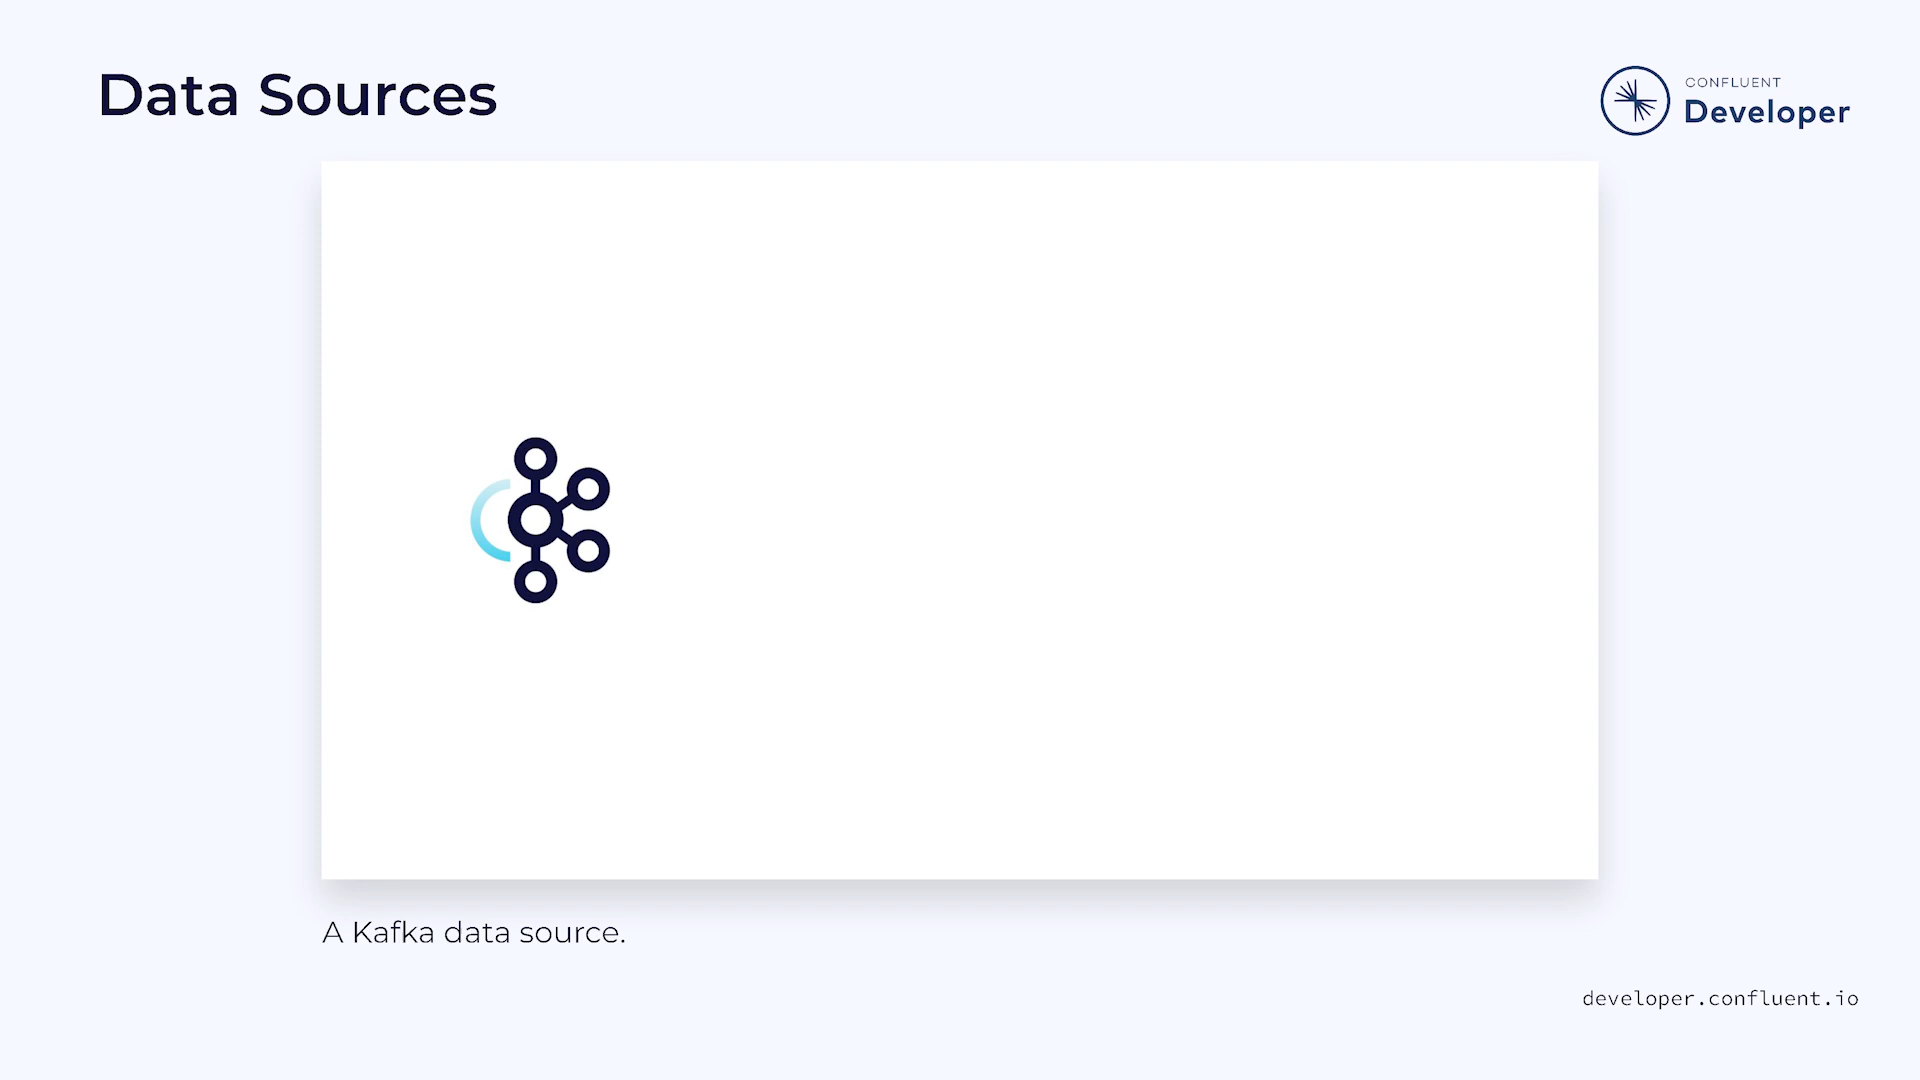 Data Sources
CONFLUENT
Developer
A Kafka data source.
developer.confluent.io